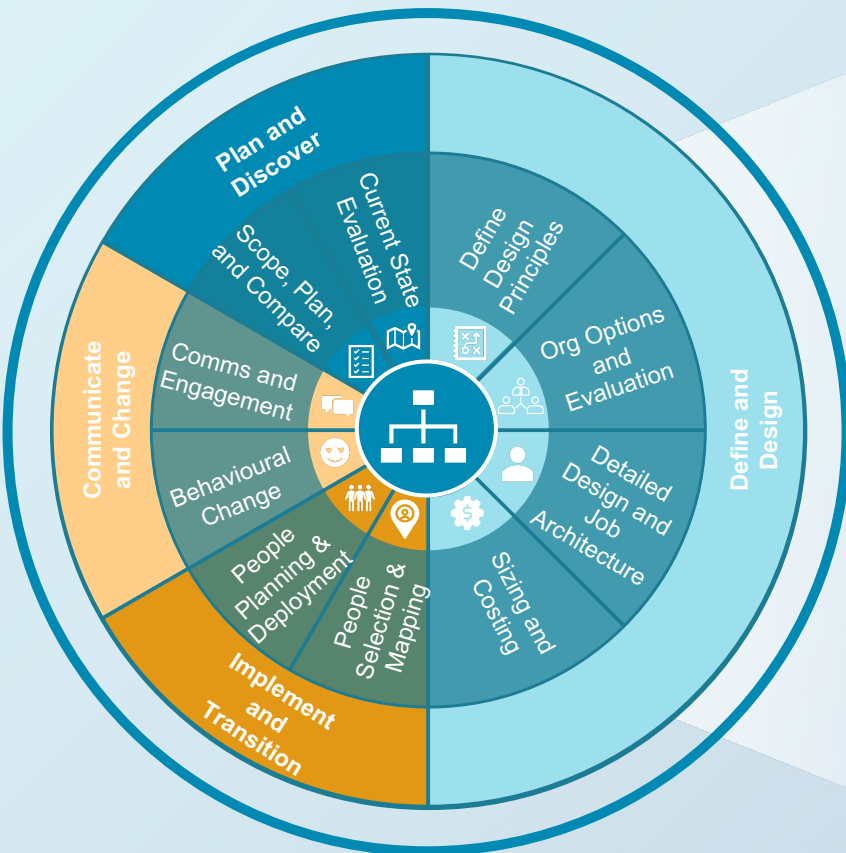 Plan and
Discover
Scope, Plan,
and Compare
Current State
Evaluation
Define and
Design
Define
Design
Principles
Org Options
and
Evaluation
Detailed
Design and
Job
Architecture
Sizing and
Costing
Implement
and
Transition
People
Selection &
Mapping
People
Planning &
Deployment
Communicate
and Change
Behavioural
Change
Comms and
Engagement
$